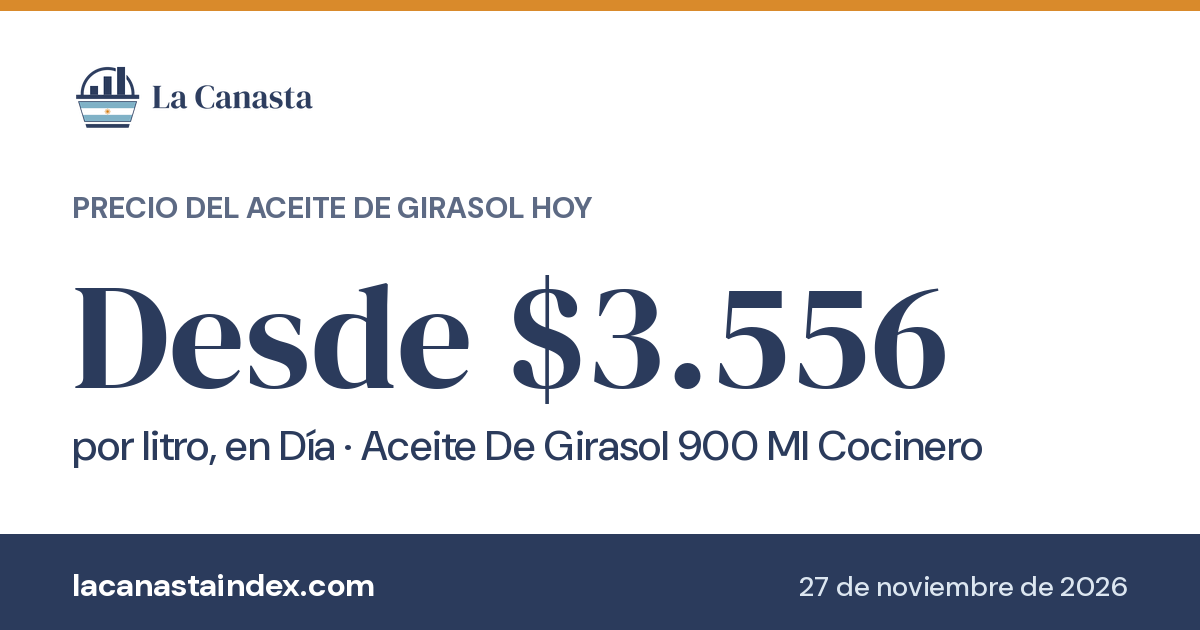 La Canasta
PRECIO DEL ACEITE DE GIRASOL HOY
Desde $3.556
por litro, en Día · Aceite De Girasol 900 Ml Cocinero
lacanastaindex.com
27 de noviembre de 2026